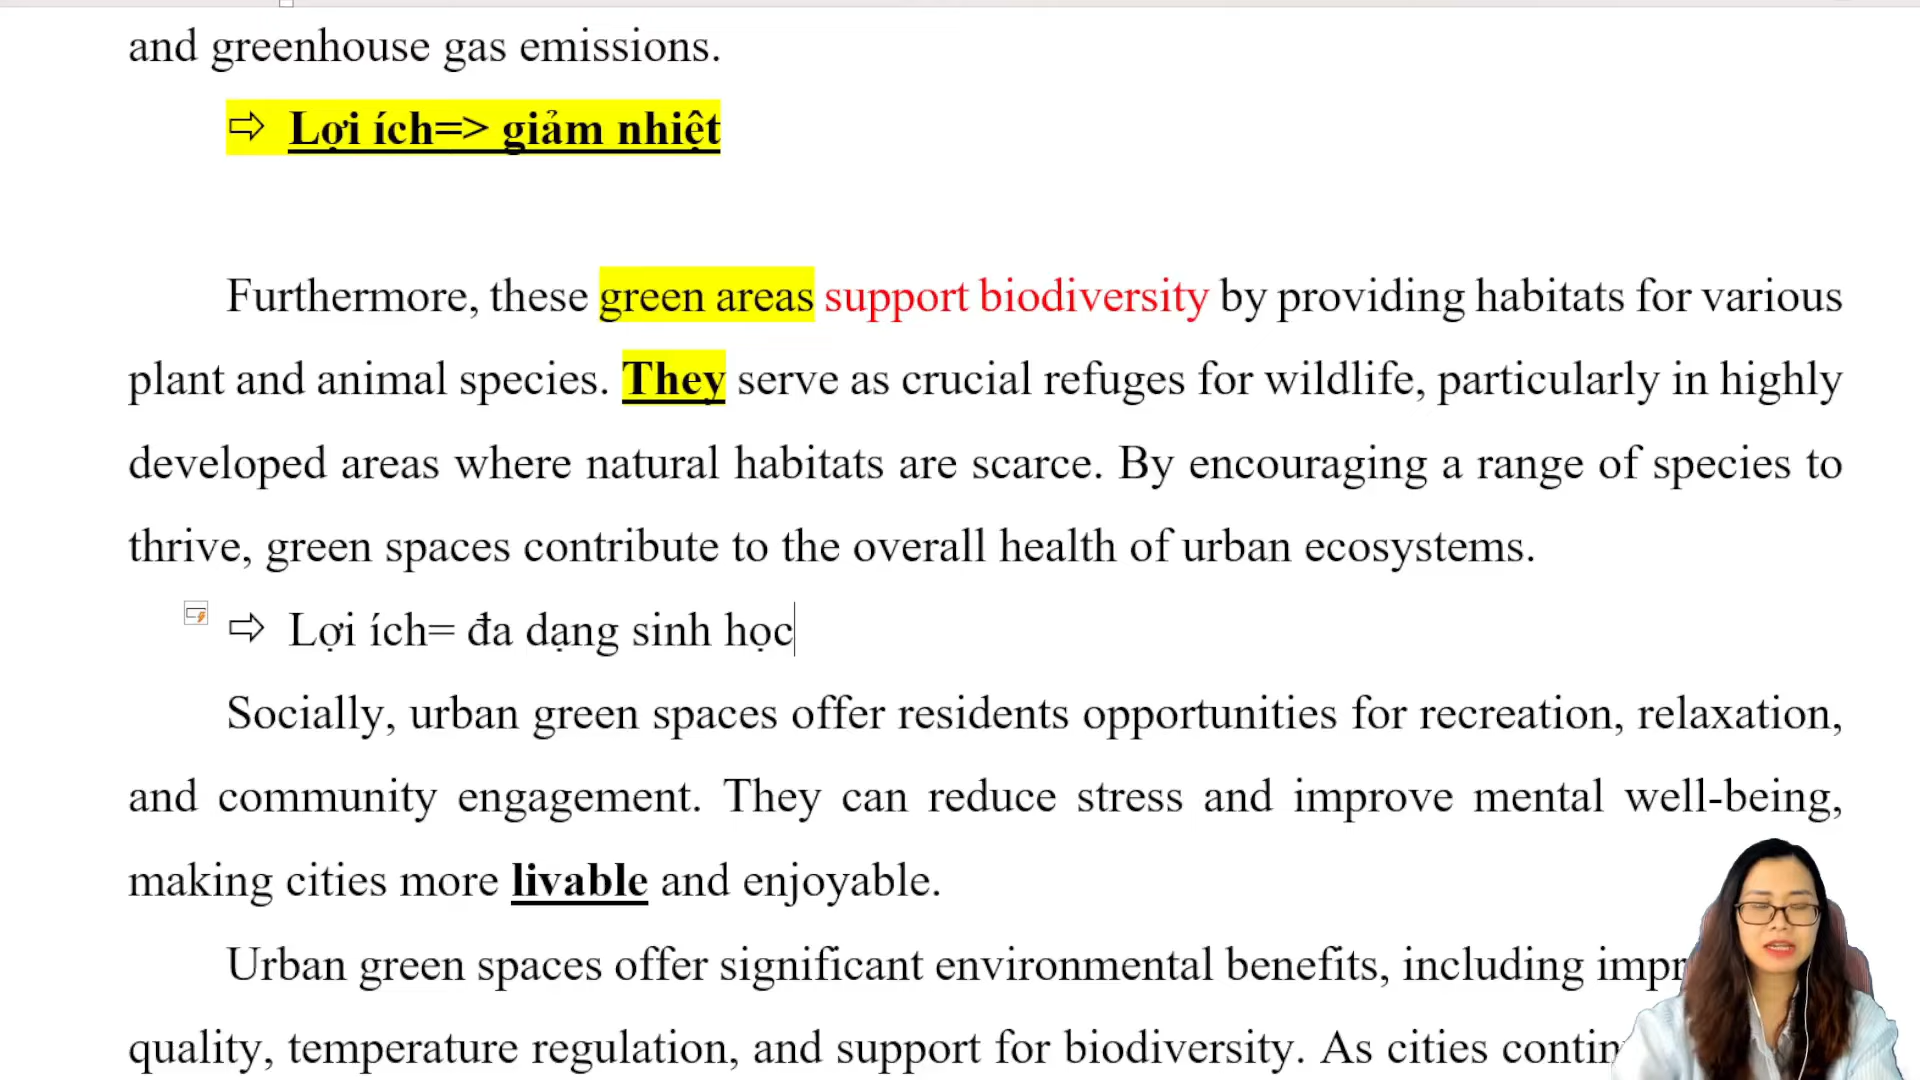 and greenhouse gas emissions.
⇨ Lợi ích=> giảm nhiệt
Furthermore, these green areas support biodiversity by providing habitats for various
plant and animal species. They serve as crucial refuges for wildlife, particularly in highly
developed areas where natural habitats are scarce. By encouraging a range of species to
thrive, green spaces contribute to the overall health of urban ecosystems.
⇨ Lợi ích= đa dạng sinh học
Socially, urban green spaces offer residents opportunities for recreation, relaxation,
and community engagement. They can reduce stress and improve mental well-being,
making cities more livable and enjoyable.
Urban green spaces offer significant environmental benefits, including
quality, temperature regulation, and support for biodiversity. As cities